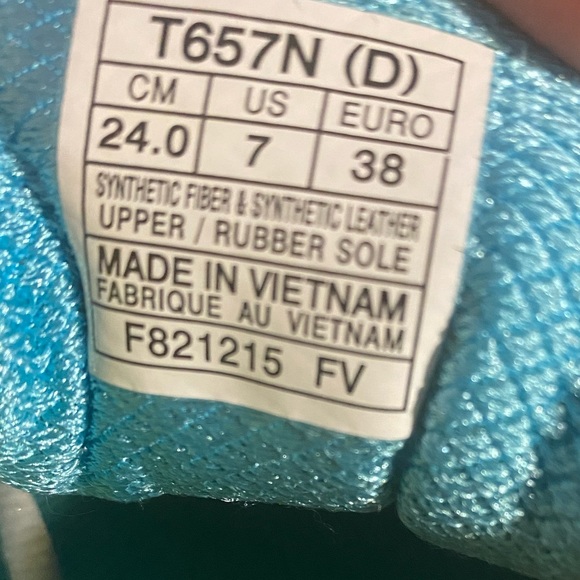 T657N (D)
CM US EURO
24.0 7 38
SYNTHETIC FIBER & SYNTHETIC LEATHER
UPPER / RUBBER SOLE
MADE IN VIETNAM
FABRIQUE AU VIETNAM
F821215 FV